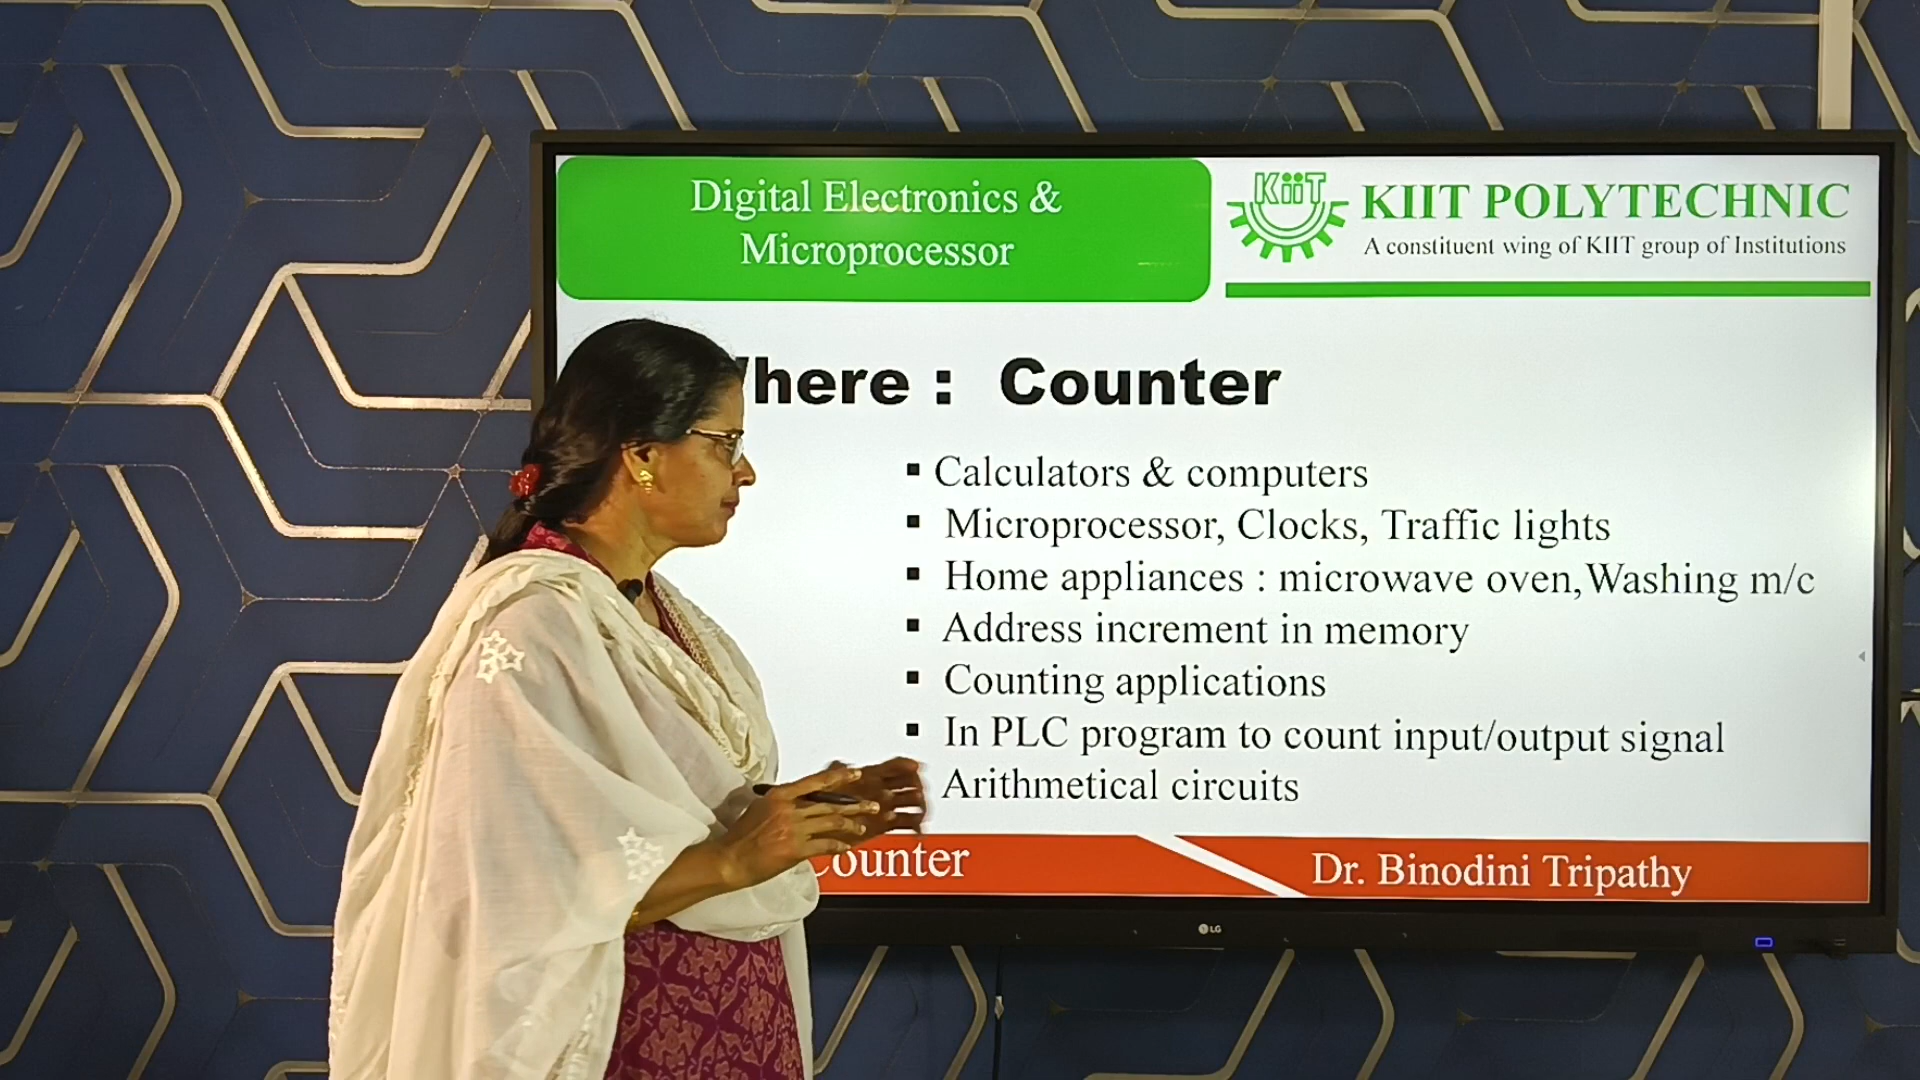 Digital Electronics &
Microprocessor
KiiT
KIIT POLYTECHNIC
A constituent wing of KIIT group of Institutions
here : Counter
▪ Calculators & computers
▪ Microprocessor, Clocks, Traffic lights
▪ Home appliances : microwave oven,Washing m/c
▪ Address increment in memory
▪ Counting applications
▪ In PLC program to count input/output signal
Arithmetical circuits
Counter
Dr. Binodini Tripathy
LG